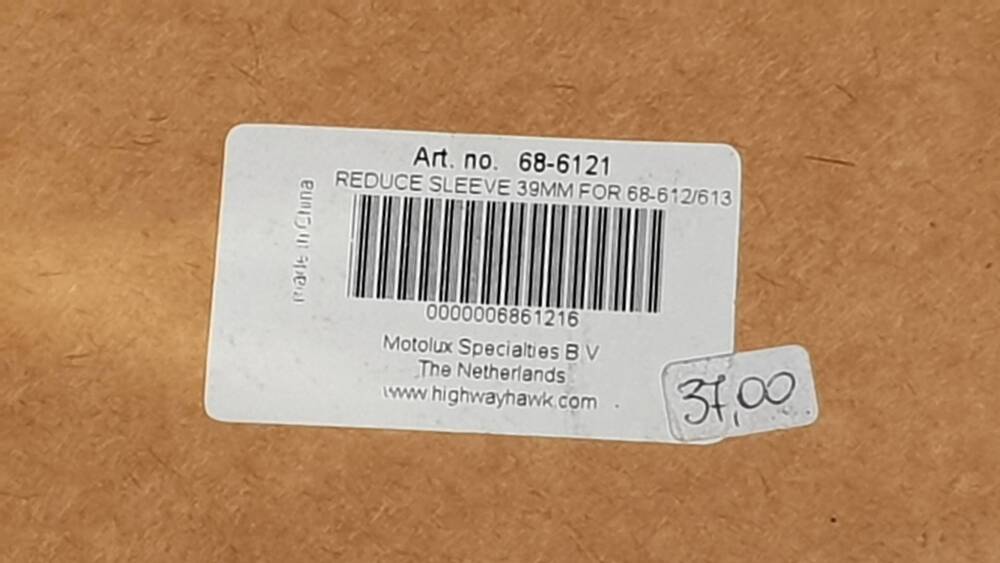 Art. no. 68-6121
REDUCE SLEEVE 39MM FOR 68-612/613
made in China
0000006861216
Motolux Specialties B V
The Netherlands
www.highwayhawk.com
37,00